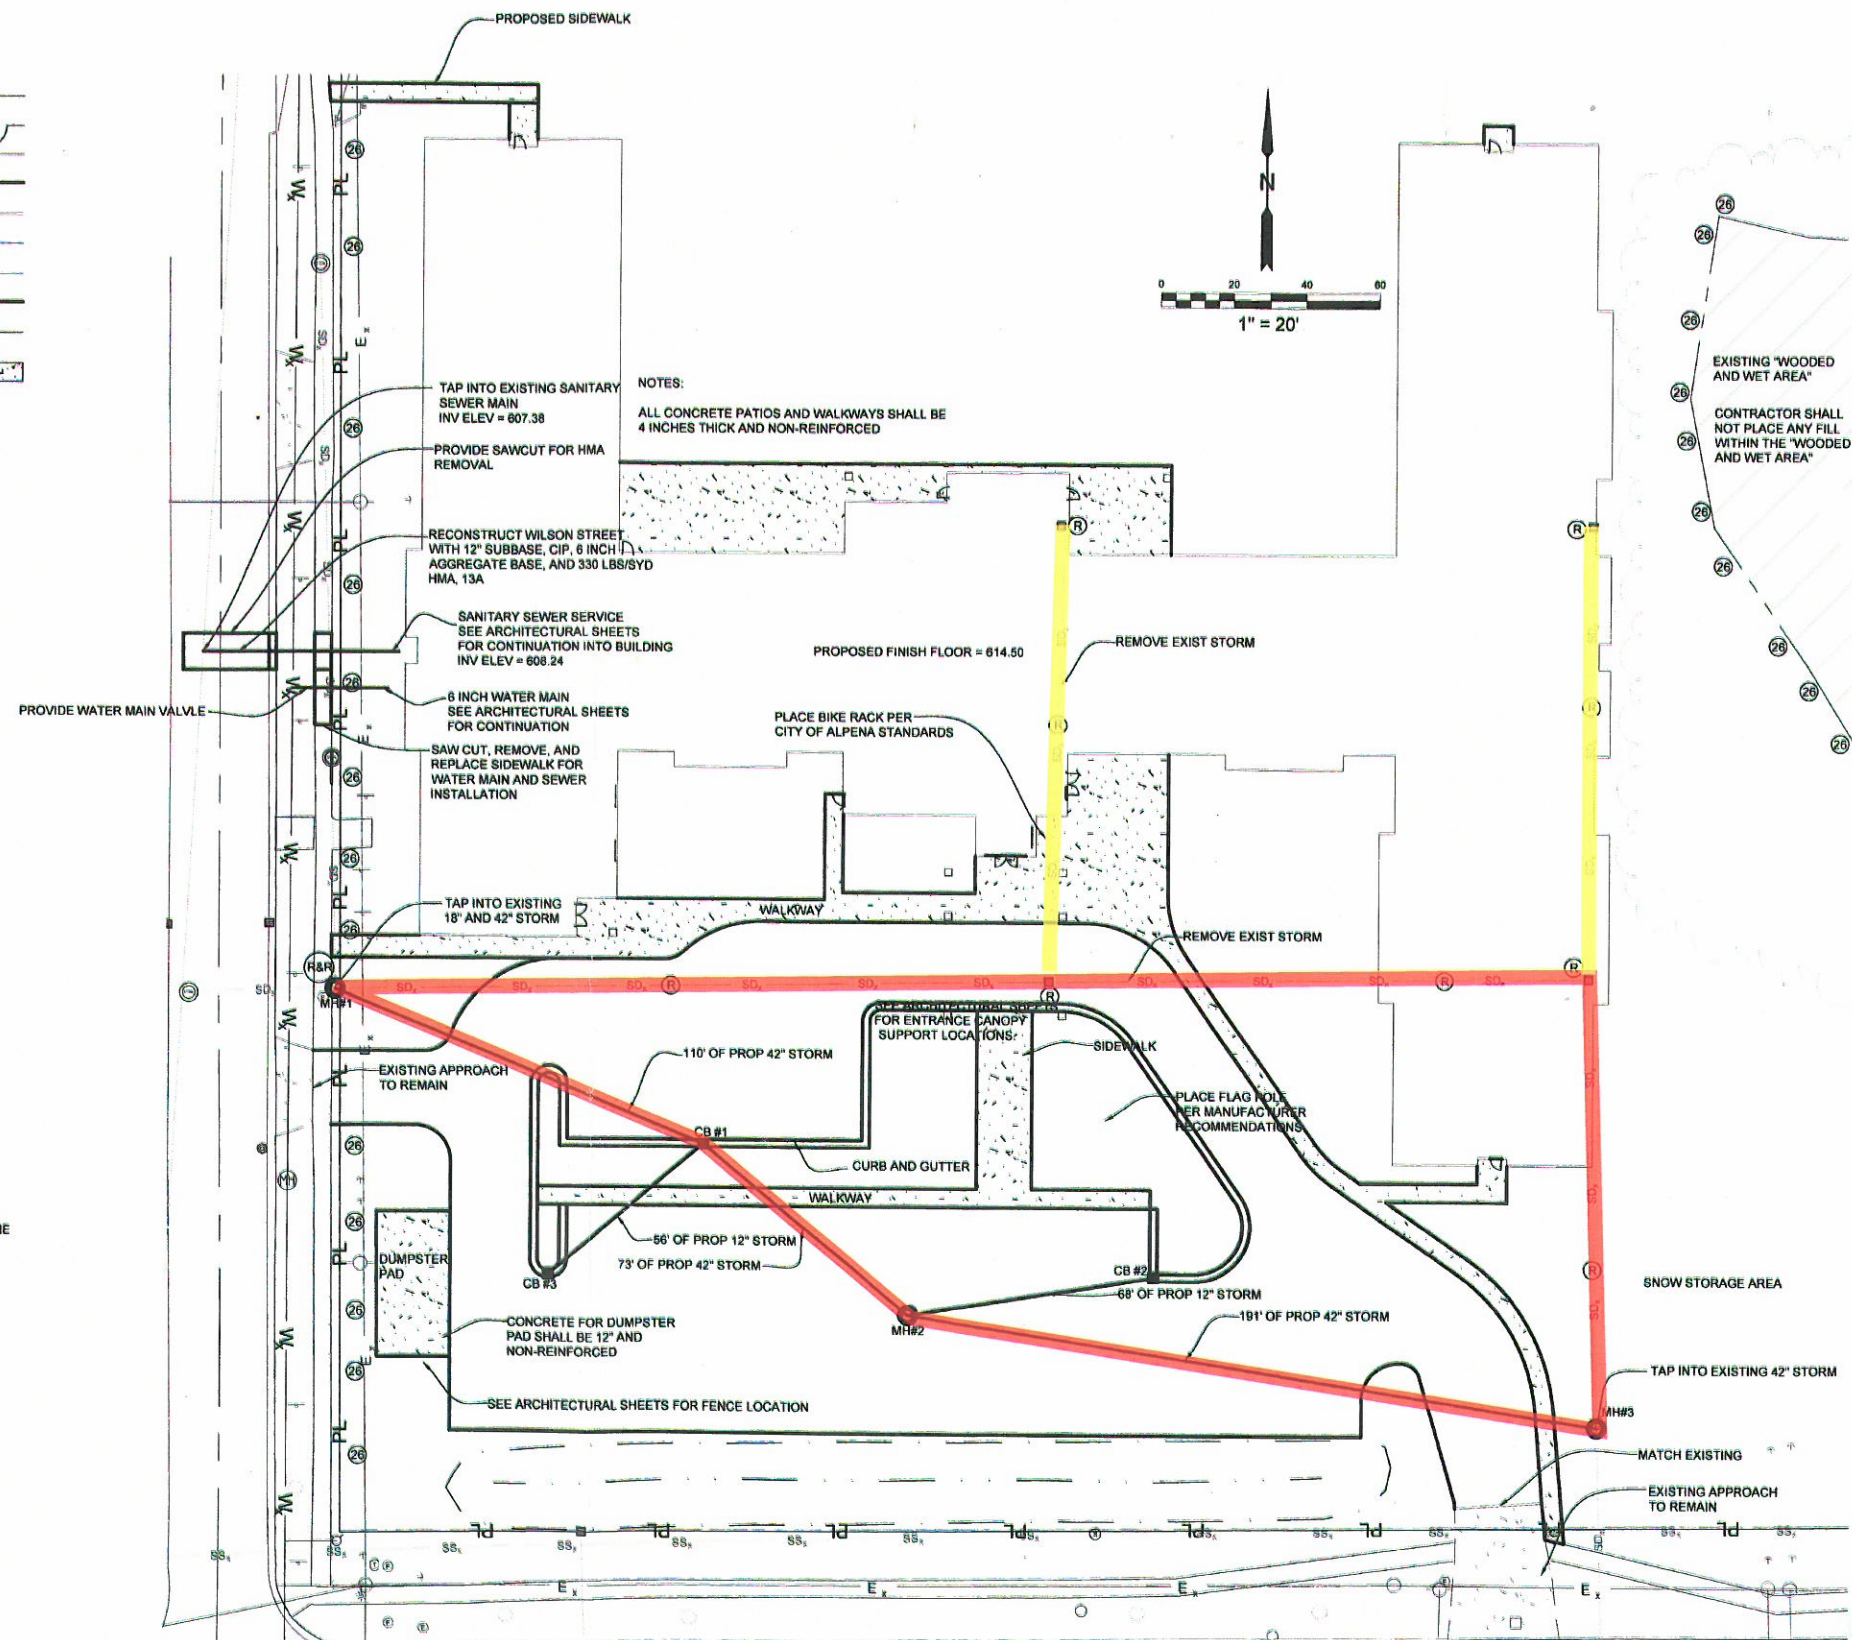 PROPOSED SIDEWALK
N
0 20 40 60
1" = 20'
TAP INTO EXISTING SANITARY
SEWER MAIN
INV ELEV = 607.38
NOTES:
ALL CONCRETE PATIOS AND WALKWAYS SHALL BE
4 INCHES THICK AND NON-REINFORCED
PROVIDE SAWCUT FOR HMA
REMOVAL
EXISTING "WOODED
AND WET AREA"
CONTRACTOR SHALL
NOT PLACE ANY FILL
WITHIN THE "WOODED
AND WET AREA"
RECONSTRUCT WILSON STREET
WITH 12" SUBBASE, CIP, 6 INCH
AGGREGATE BASE, AND 330 LBS/SYD
HMA, 13A
SANITARY SEWER SERVICE
SEE ARCHITECTURAL SHEETS
FOR CONTINUATION INTO BUILDING
INV ELEV = 608.24
PROPOSED FINISH FLOOR = 614.50
REMOVE EXIST STORM
PROVIDE WATER MAIN VALVLE
6 INCH WATER MAIN
SEE ARCHITECTURAL SHEETS
FOR CONTINUATION
PLACE BIKE RACK PER
CITY OF ALPENA STANDARDS
SAW CUT, REMOVE, AND
REPLACE SIDEWALK FOR
WATER MAIN AND SEWER
INSTALLATION
TAP INTO EXISTING
18" AND 42" STORM
WALKWAY
REMOVE EXIST STORM
R&R
MH#1
SEE ARCHITECTURAL SHEETS
FOR ENTRANCE CANOPY
SUPPORT LOCATIONS.
110' OF PROP 42" STORM
SIDEWALK
EXISTING APPROACH
TO REMAIN
PLACE FLAG POLE
PER MANUFACTURER
RECOMMENDATIONS
CB #1
CURB AND GUTTER
WALKWAY
56' OF PROP 12" STORM
73' OF PROP 42" STORM
DUMPSTER
PAD
CB #3
CB #2
68' OF PROP 12" STORM
SNOW STORAGE AREA
CONCRETE FOR DUMPSTER
PAD SHALL BE 12" AND
NON-REINFORCED
MH#2
191' OF PROP 42" STORM
TAP INTO EXISTING 42" STORM
SEE ARCHITECTURAL SHEETS FOR FENCE LOCATION
MH#3
MATCH EXISTING
EXISTING APPROACH
TO REMAIN